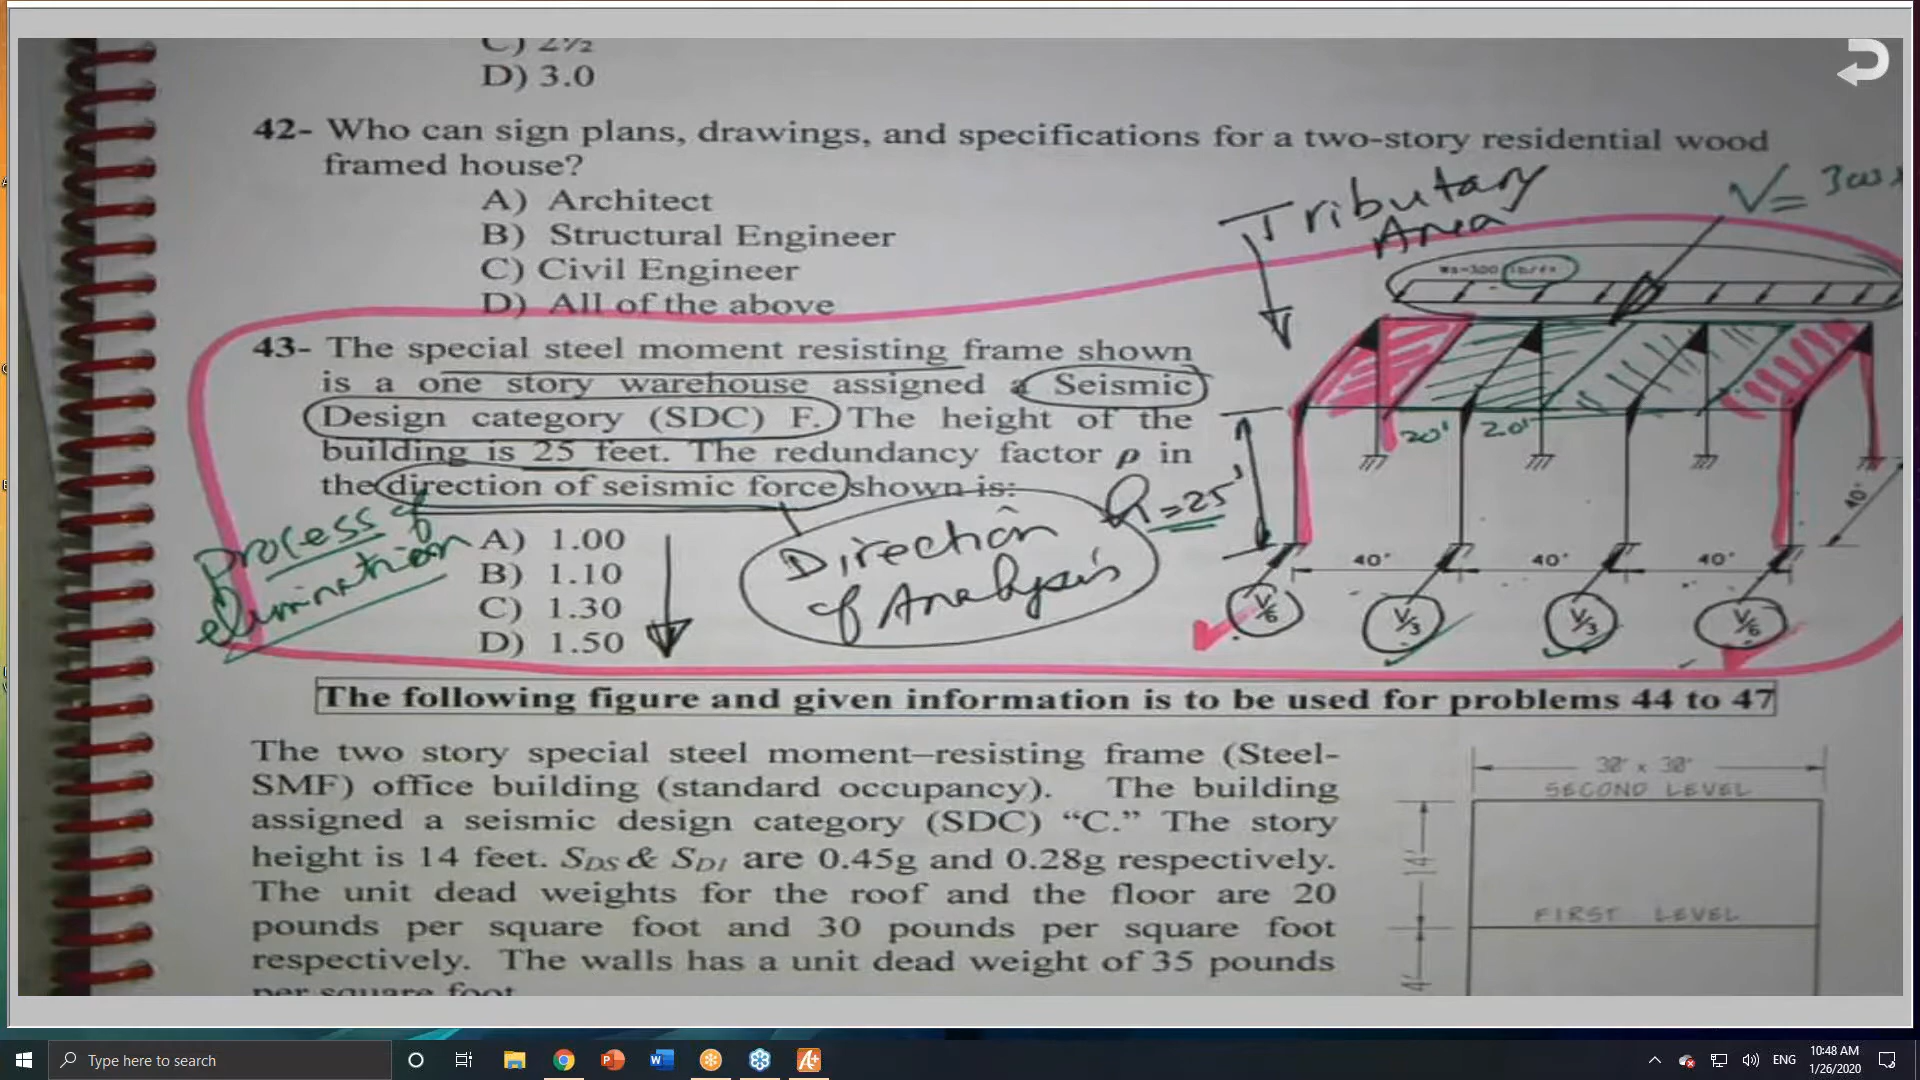 C) 2½
D) 3.0
42- Who can sign plans, drawings, and specifications for a two-story residential wood
framed house?
A) Architect
B) Structural Engineer
C) Civil Engineer
D) All of the above
Tributary
Area
V= 300 x
43- The special steel moment resisting frame shown
is a one story warehouse assigned a Seismic
Design category (SDC) F. The height of the
building is 25 feet. The redundancy factor ρ in
the direction of seismic force shown is:
A) 1.00
B) 1.10
C) 1.30
D) 1.50
Process of
elimination
Direction
of Analysis
=25'
20' 20'
40'
40' 40' 40'
V/6 V/3 V/3 V/6
The following figure and given information is to be used for problems 44 to 47
The two story special steel moment–resisting frame (Steel-
SMF) office building (standard occupancy). The building
assigned a seismic design category (SDC) “C.” The story
height is 14 feet. SDS & SD1 are 0.45g and 0.28g respectively.
The unit dead weights for the roof and the floor are 20
pounds per square foot and 30 pounds per square foot
respectively. The walls has a unit dead weight of 35 pounds
per square foot
30' x 30'
SECOND LEVEL
14'
FIRST LEVEL
Type here to search
ENG
10:48 AM
1/26/2020